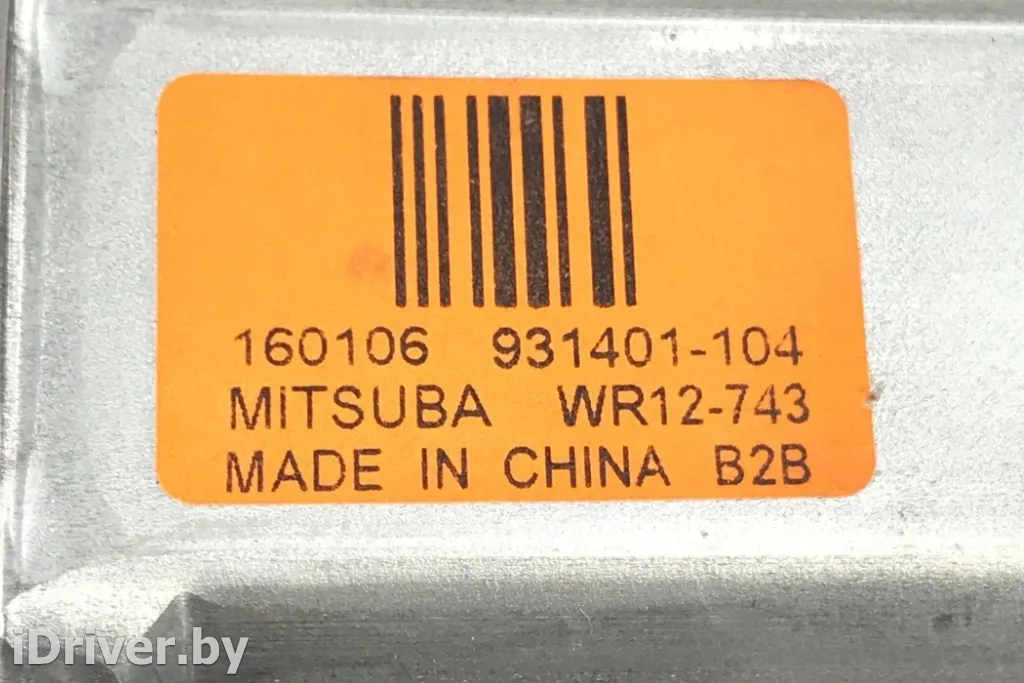 160106 931401-104
MITSUBA WR12-743
MADE IN CHINA B2B
iDriver.by